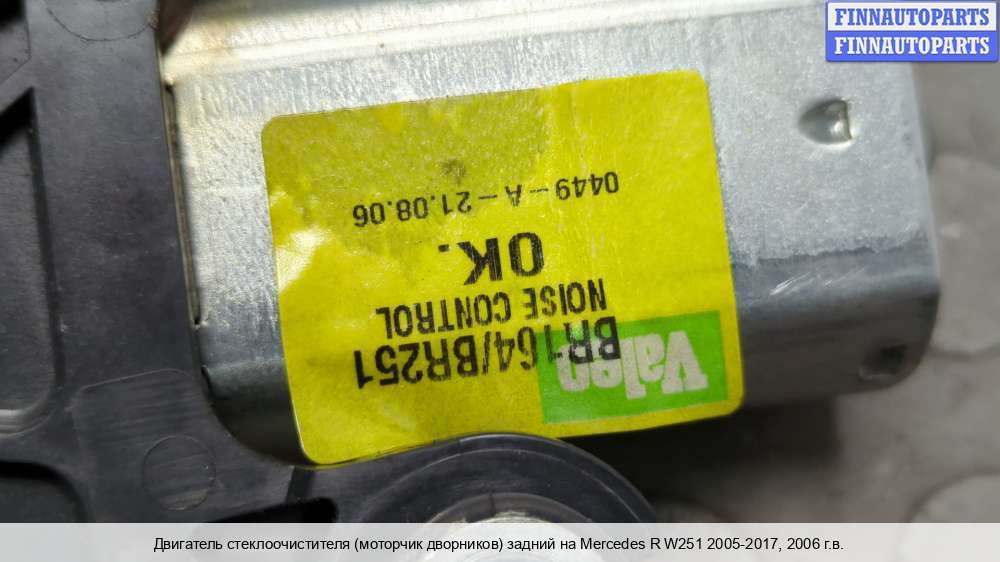 FINNAUTOPARTS
FINNAUTOPARTS
Valeo
BR164/BR251
NOISE CONTROL
OK.
0449 - A - 21.08.06
Двигатель стеклоочистителя (моторчик дворников) задний на Mercedes R W251 2005-2017, 2006 г.в.